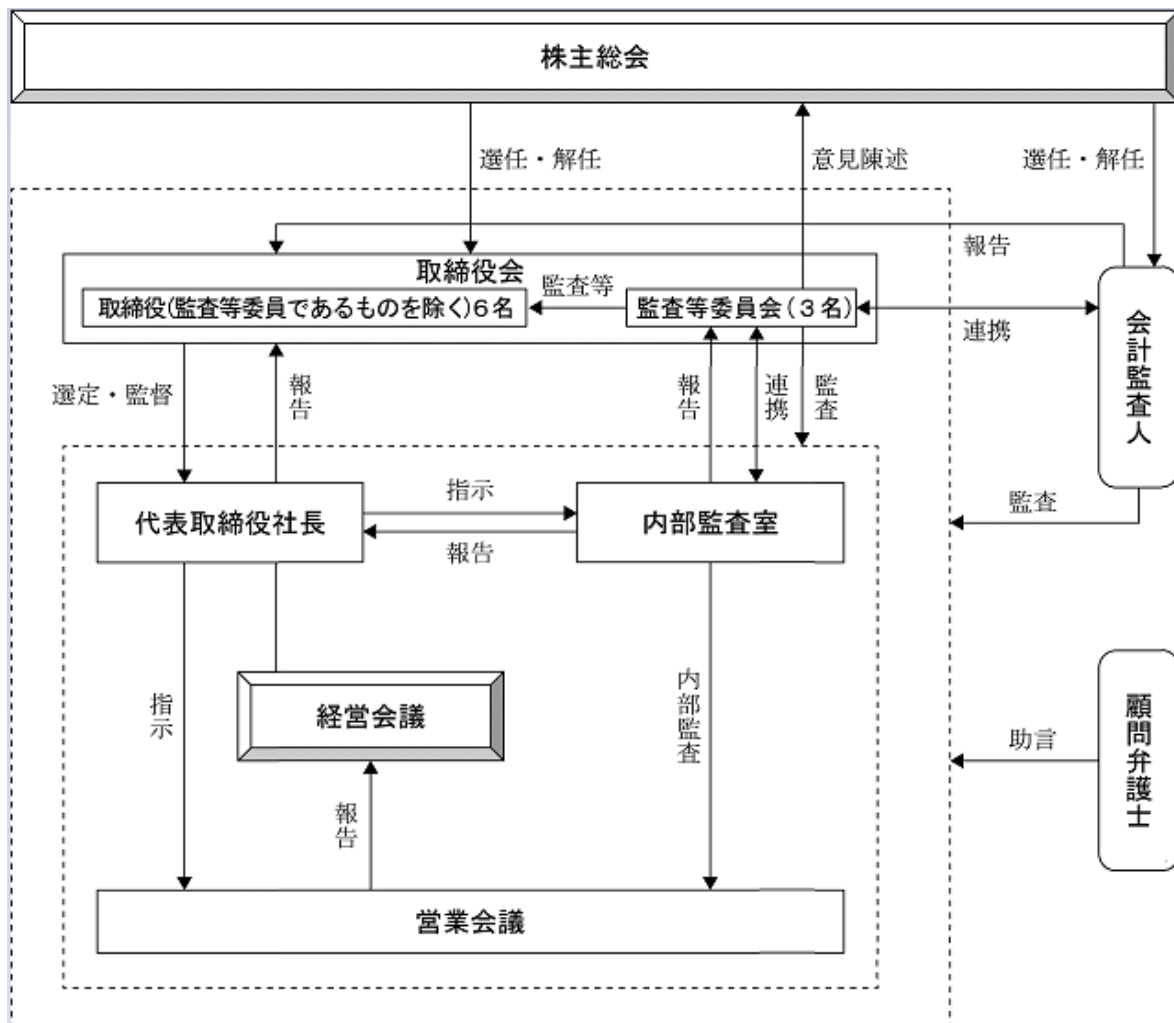 株主総会
選任・解任
意見陳述
選任・解任
報告
取締役会
取締役(監査等委員であるものを除く)6名
監査等
監査等委員会(3名)
連携
会計監査人
選定・監督
報告
報告
連携
監査
代表取締役社長
指示
報告
内部監査室
監査
指示
経営会議
内部監査
助言
顧問弁護士
報告
営業会議